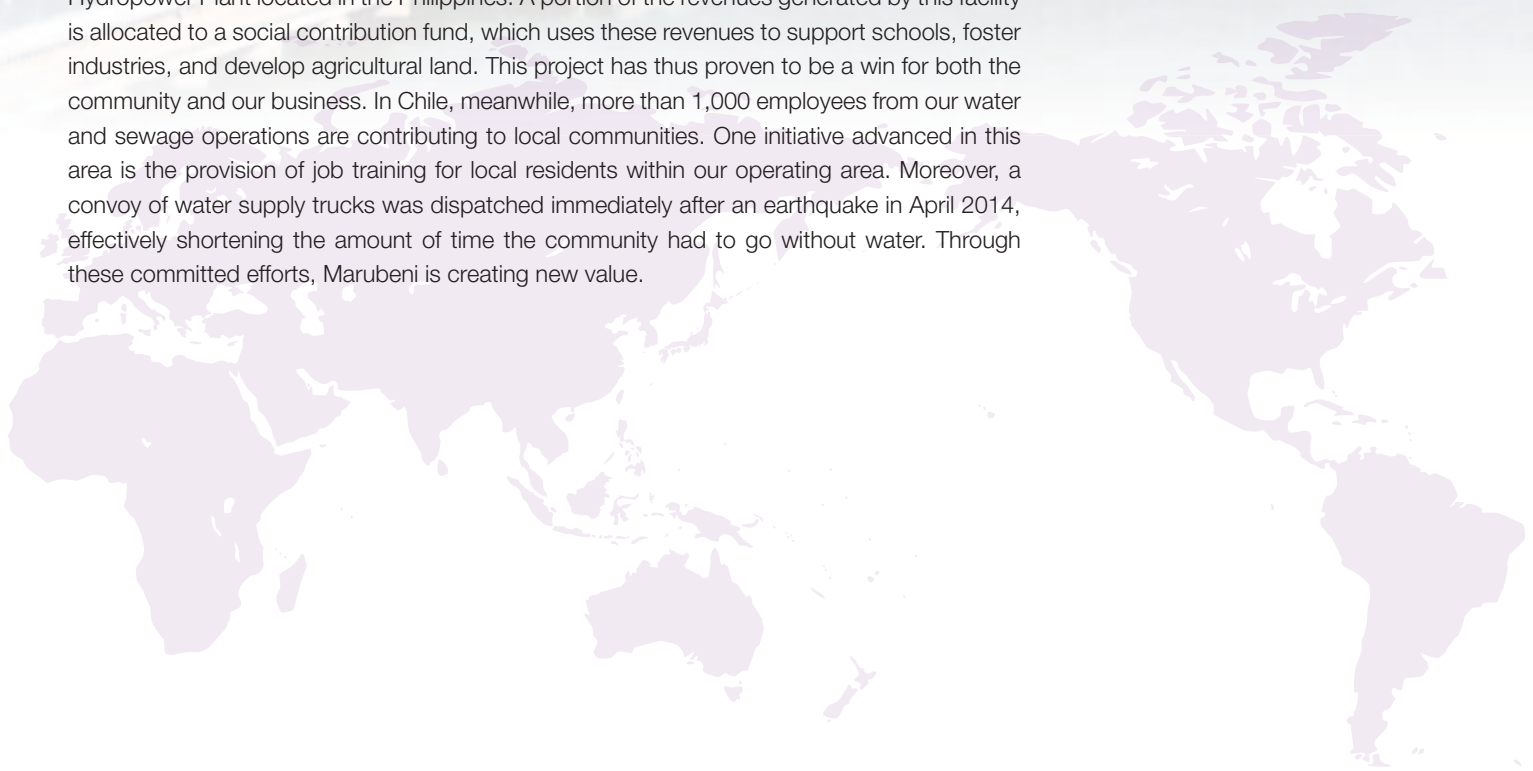 Hydropower Plant located in the Philippines. A portion of the revenues generated by this facility
is allocated to a social contribution fund, which uses these revenues to support schools, foster
industries, and develop agricultural land. This project has thus proven to be a win for both the
community and our business. In Chile, meanwhile, more than 1,000 employees from our water
and sewage operations are contributing to local communities. One initiative advanced in this
area is the provision of job training for local residents within our operating area. Moreover, a
convoy of water supply trucks was dispatched immediately after an earthquake in April 2014,
effectively shortening the amount of time the community had to go without water. Through
these committed efforts, Marubeni is creating new value.